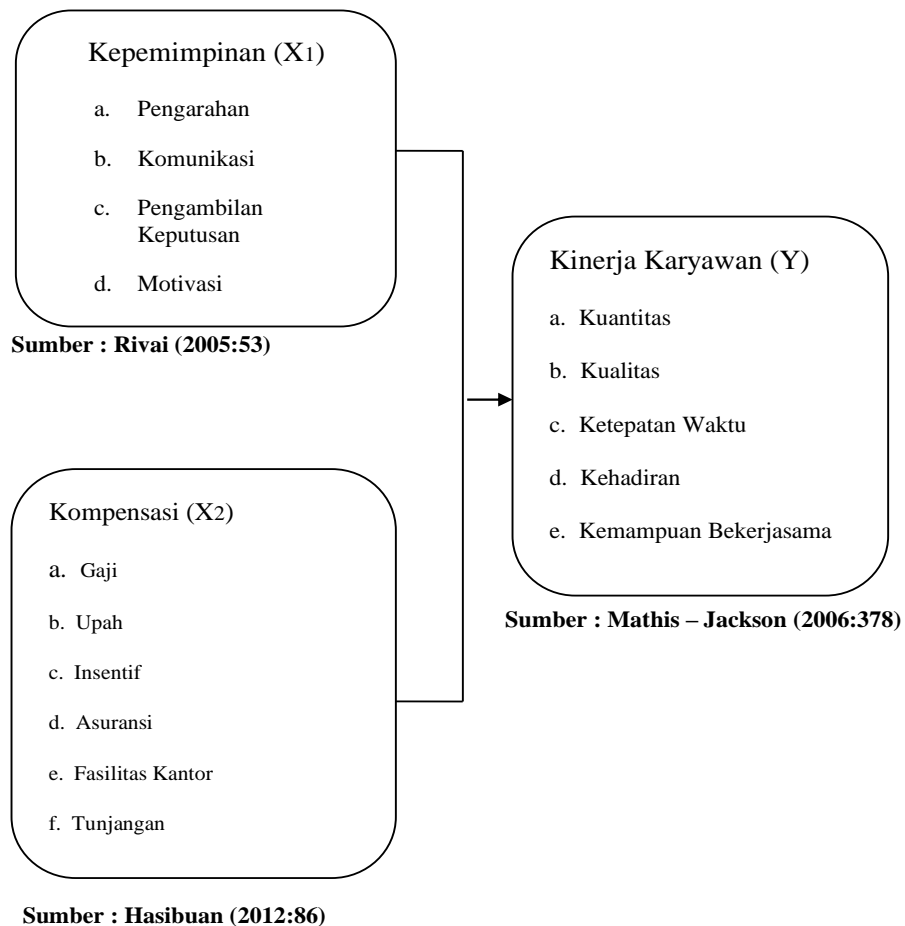 Kepemimpinan (X1)
a. Pengarahan
b. Komunikasi
c. Pengambilan
Keputusan
d. Motivasi
Sumber : Rivai (2005:53)
Kinerja Karyawan (Y)
a. Kuantitas
b. Kualitas
c. Ketepatan Waktu
d. Kehadiran
e. Kemampuan Bekerjasama
Sumber : Mathis – Jackson (2006:378)
Kompensasi (X2)
a. Gaji
b. Upah
c. Insentif
d. Asuransi
e. Fasilitas Kantor
f. Tunjangan
Sumber : Hasibuan (2012:86)